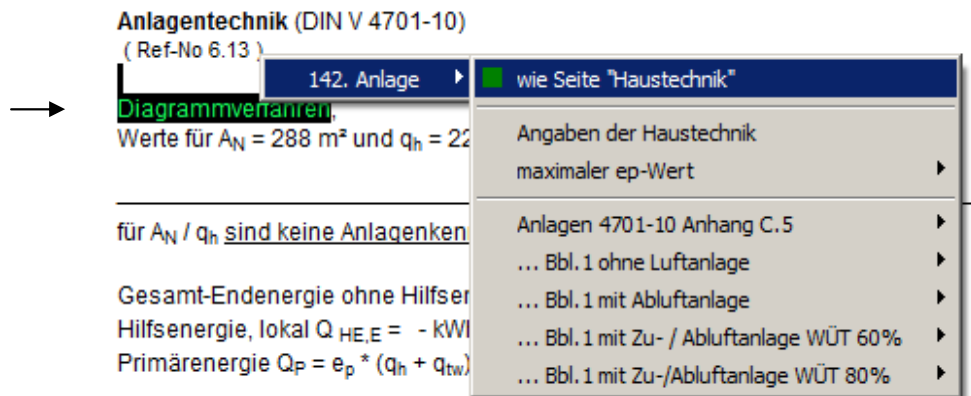 Anlagentechnik (DIN V 4701-10)
( Ref-No 6.13 )
142. Anlage
wie Seite "Haustechnik"
Diagrammverfahren,
Angaben der Haustechnik
Werte für AN = 288 m² und qh = 22
maximaler ep-Wert
für AN / qh sind keine Anlagenken
Anlagen 4701-10 Anhang C.5
... Bbl.1 ohne Luftanlage
Gesamt-Endenergie ohne Hilfsen
... Bbl.1 mit Abluftanlage
Hilfsenergie, lokal Q HE,E = - kW
... Bbl.1 mit Zu- / Abluftanlage WÜT 60%
Primärenergie QP = ep * (qh + qtw)
... Bbl.1 mit Zu-/Abluftanlage WÜT 80%